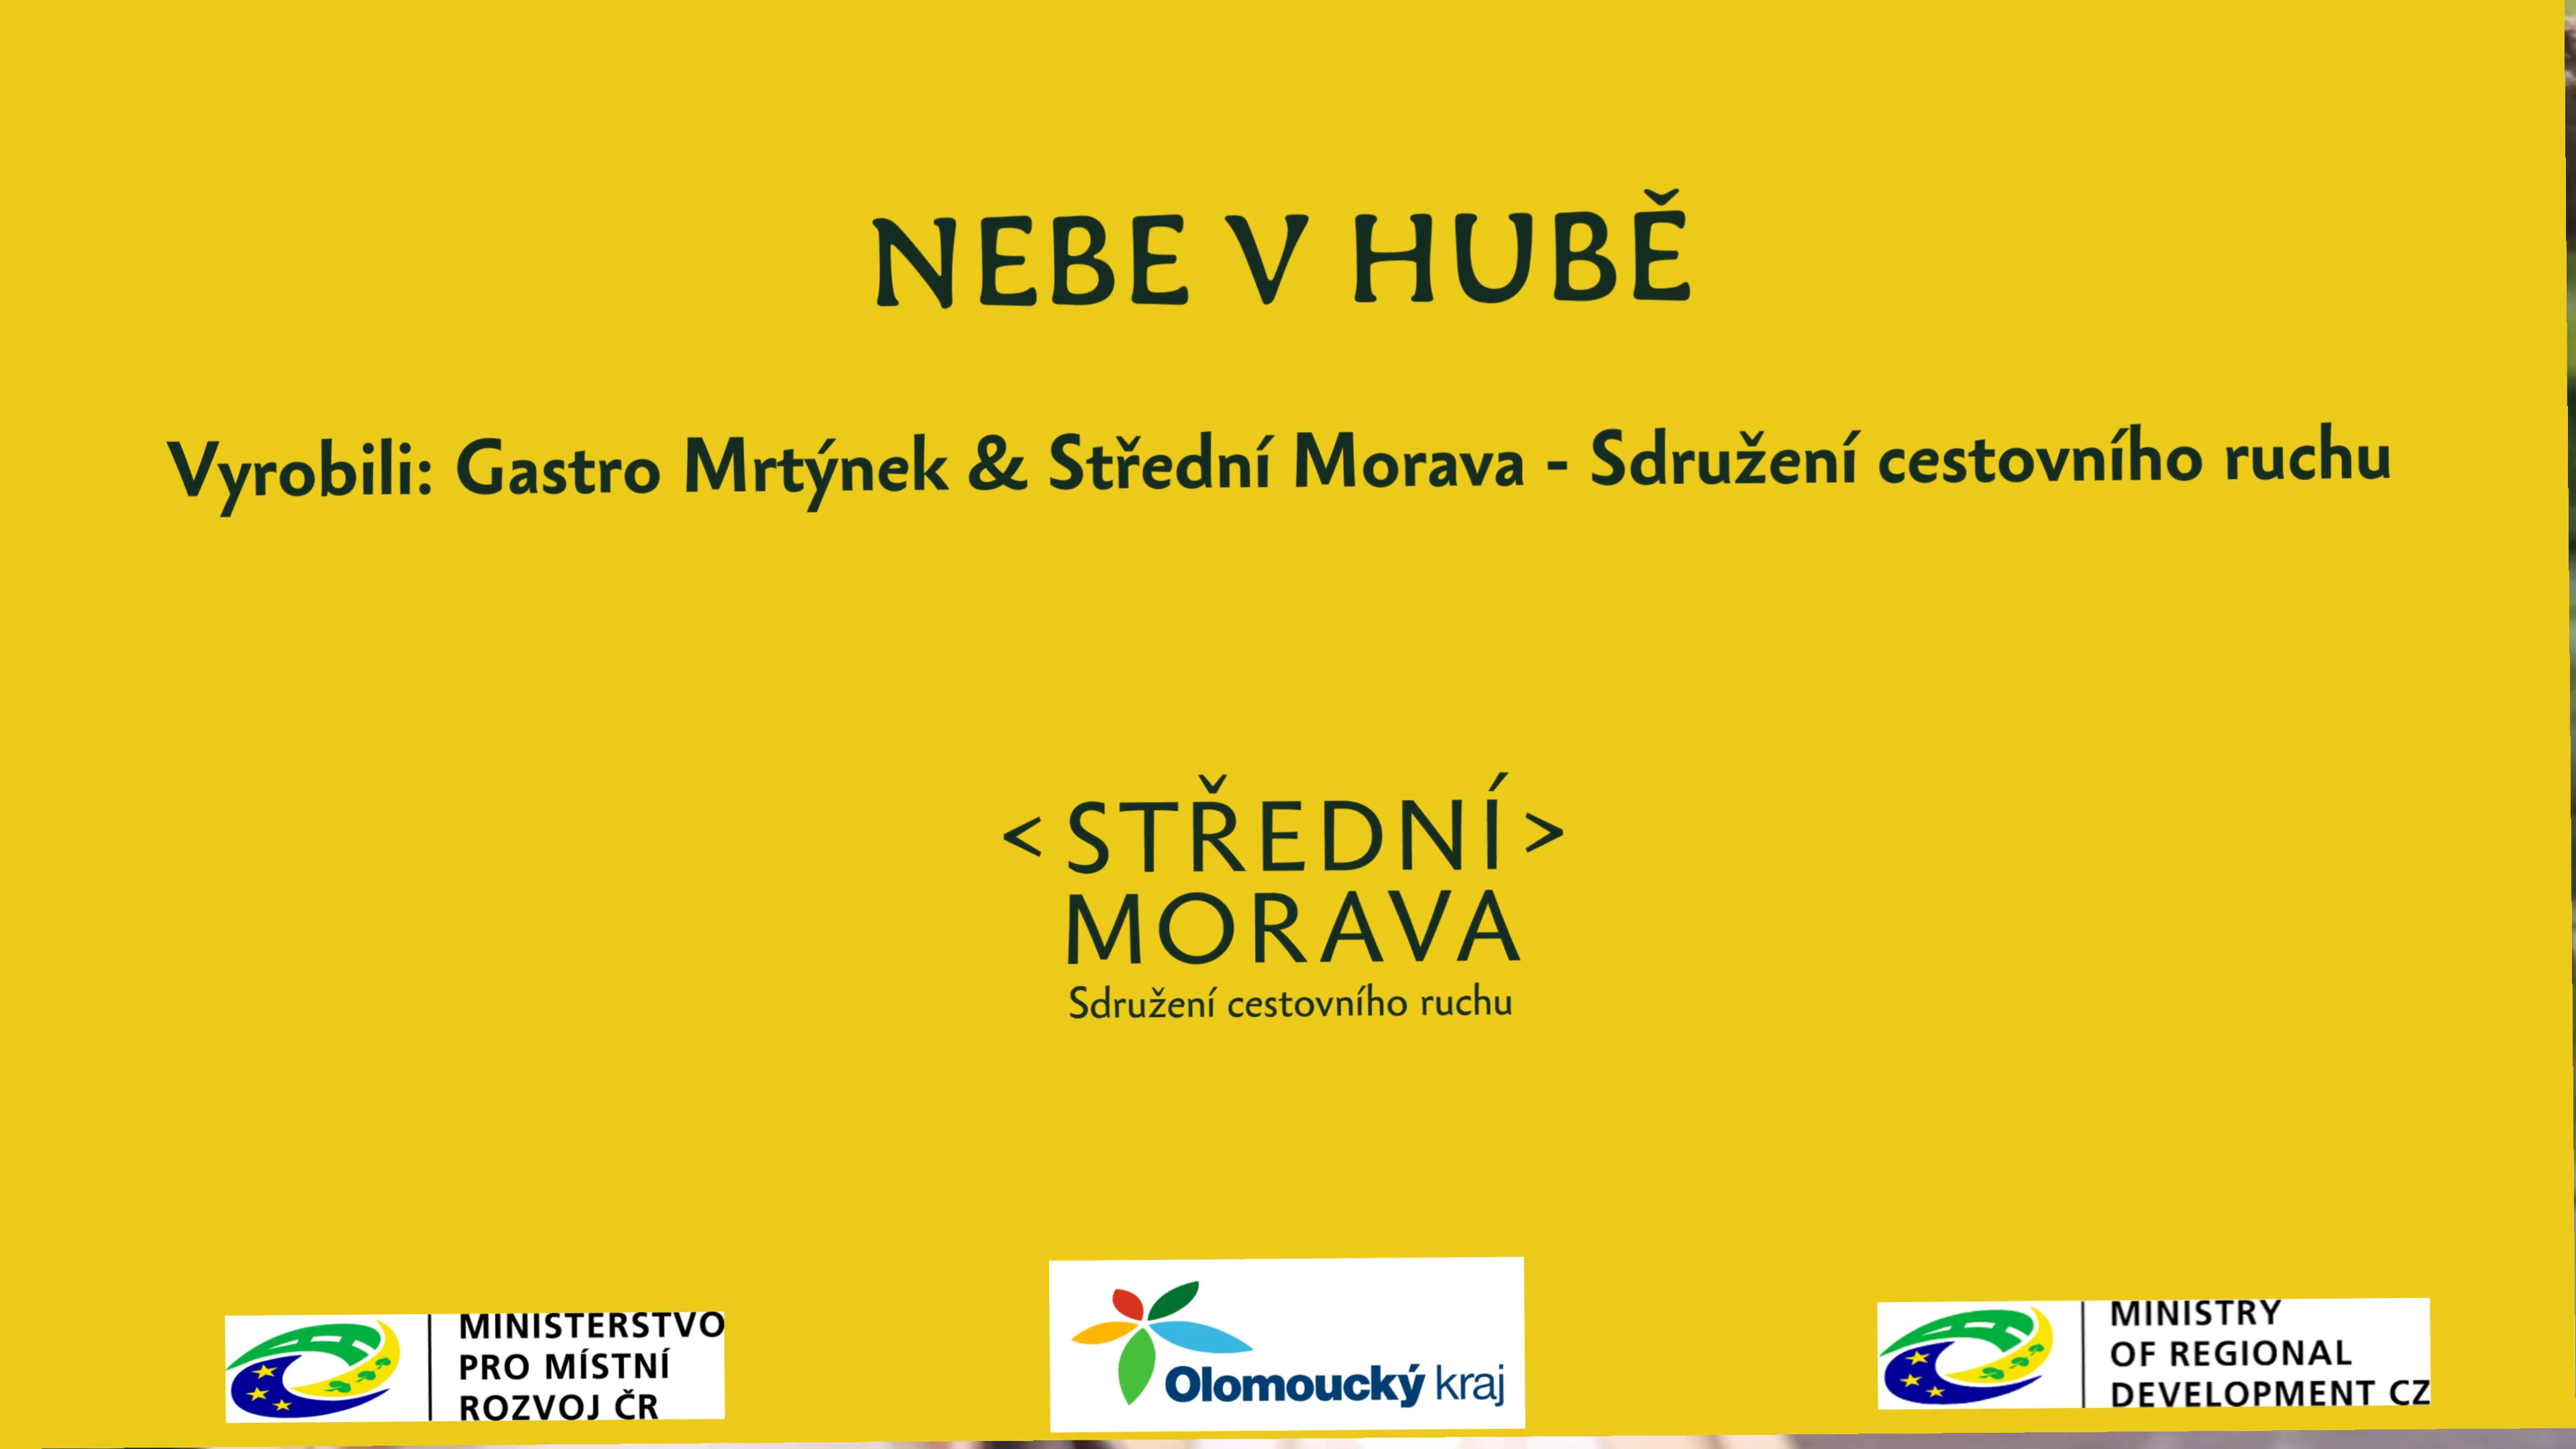 NEBE V HUBĚ
Vyrobili: Gastro Mrtýnek & Střední Morava - Sdružení cestovního ruchu
< STŘEDNÍ >
MORAVA
Sdružení cestovního ruchu
MINISTERSTVO
PRO MÍSTNÍ
ROZVOJ ČR
Olomoucký kraj
MINISTRY
OF REGIONAL
DEVELOPMENT CZ